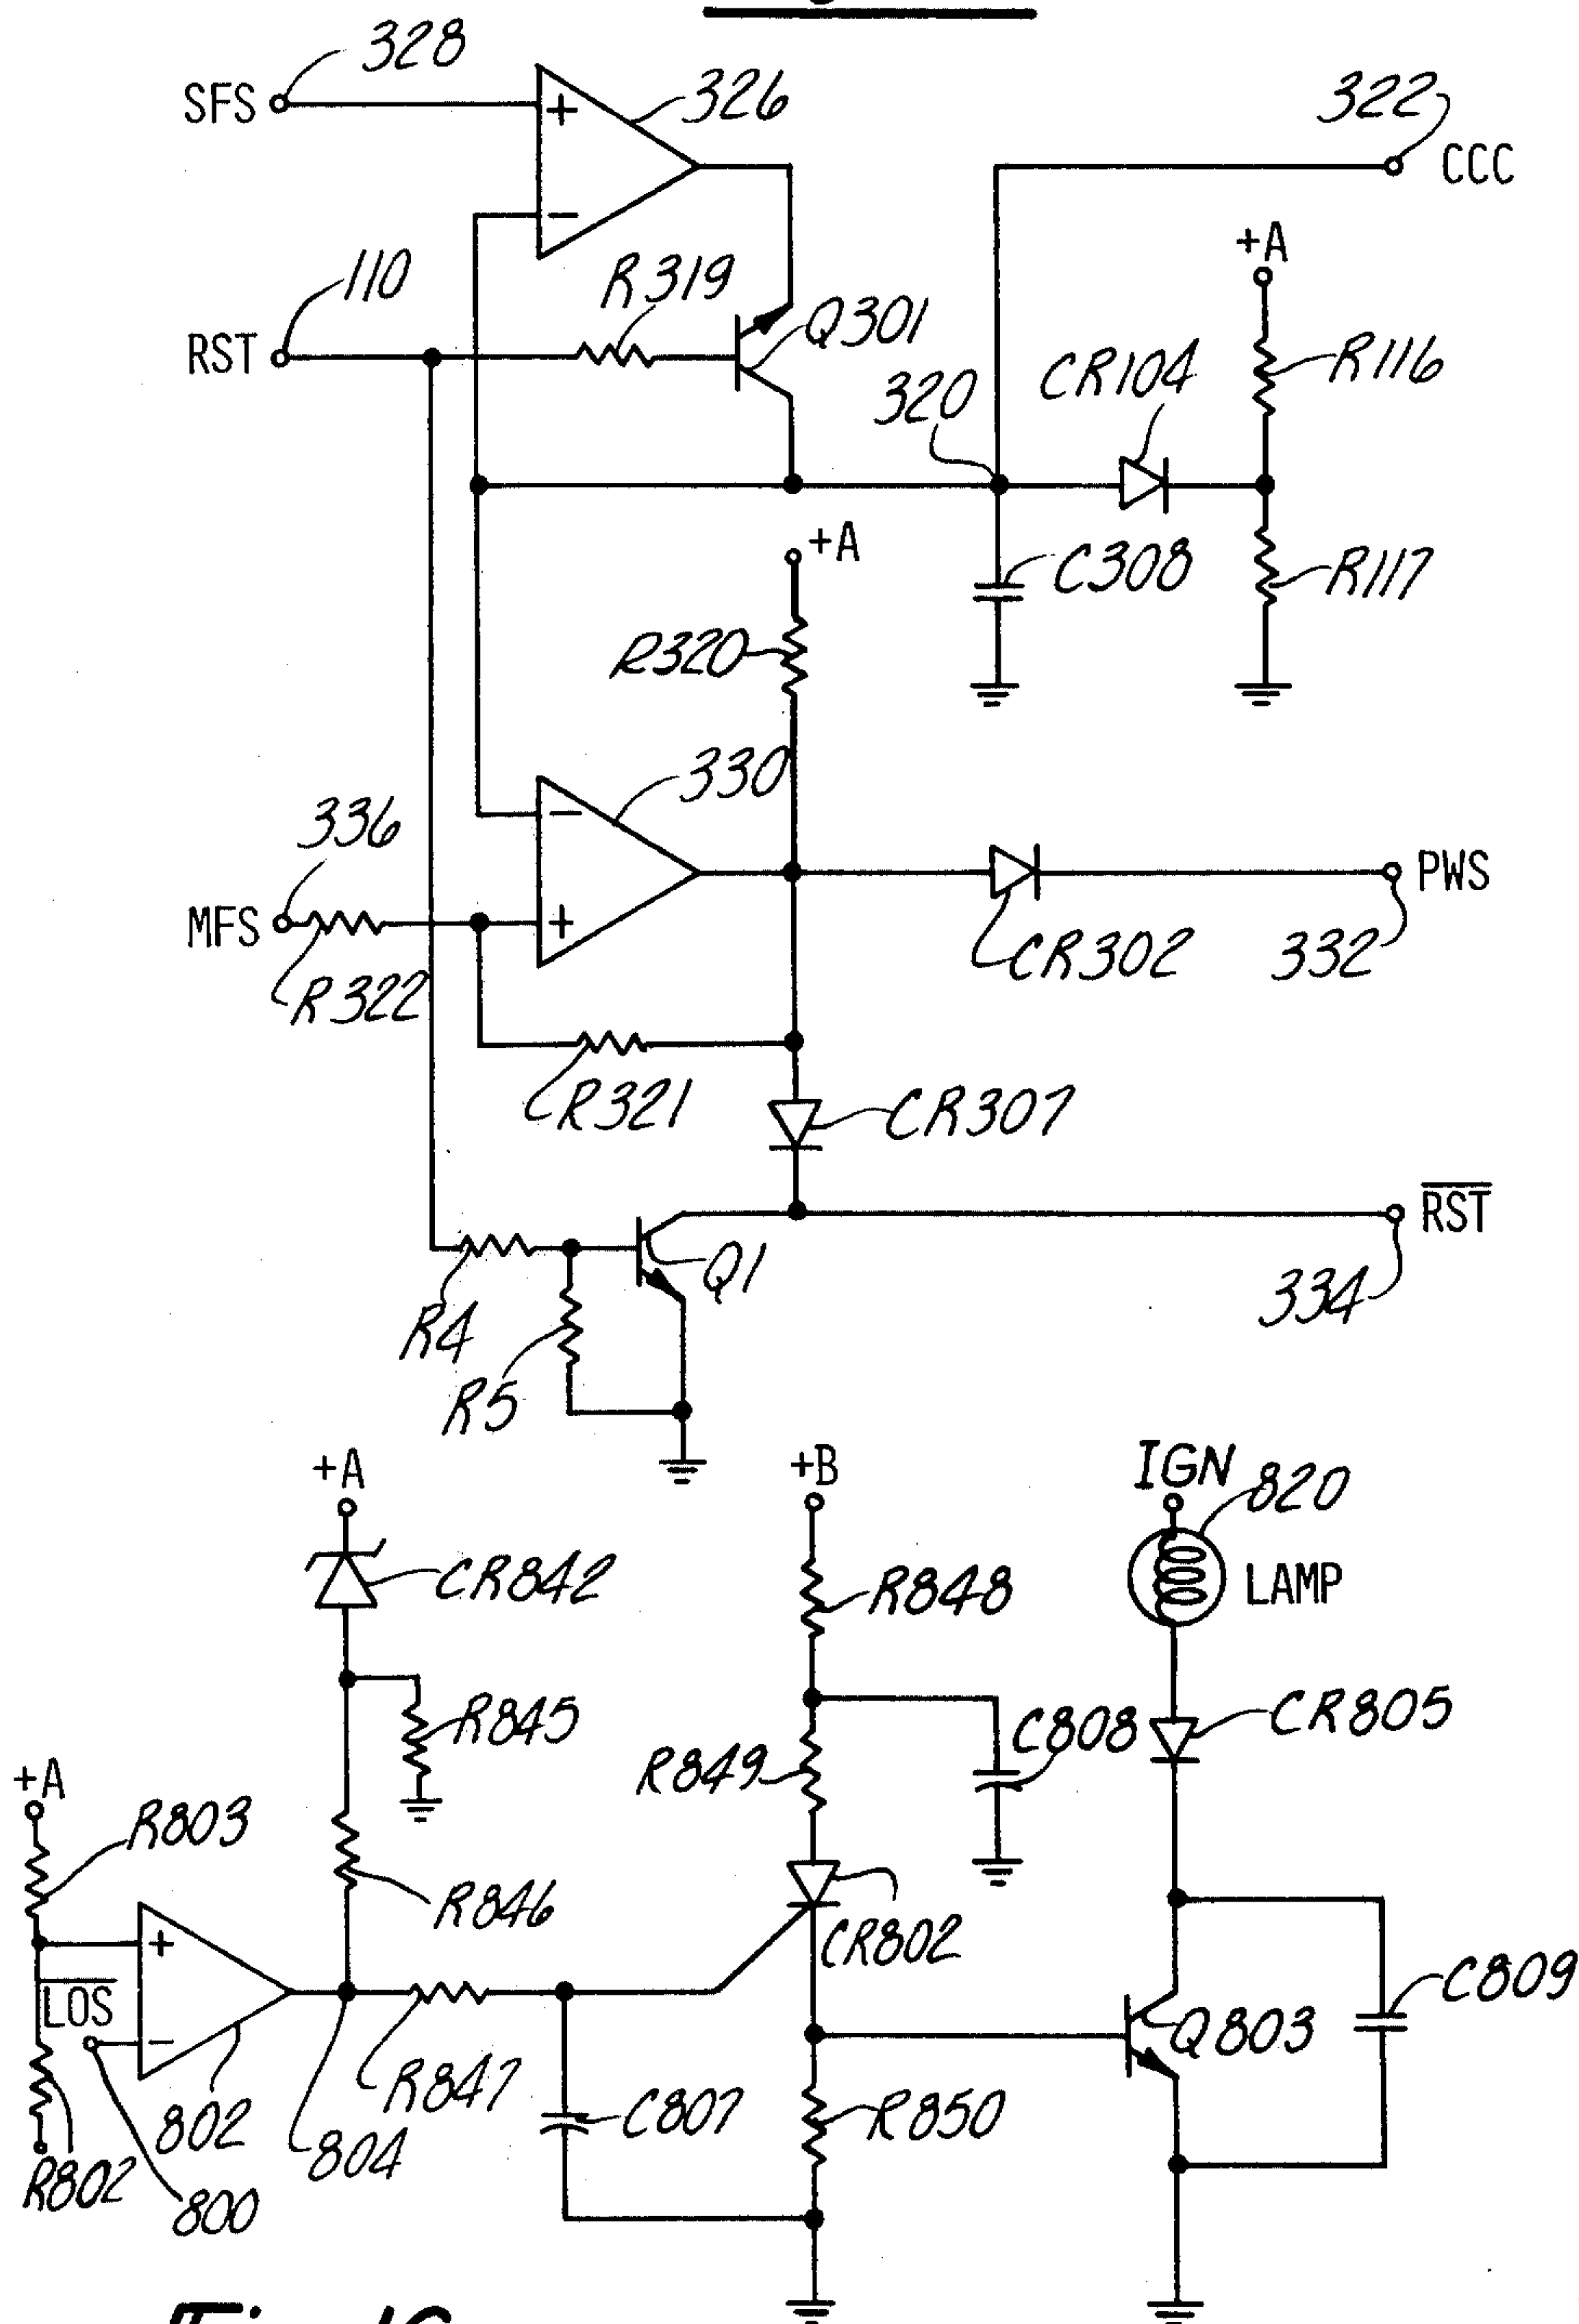 328
SFS
+
326
322
CCC
−
+A
110
R319
RST
Q301
CR104
R116
320
+A
C308
R117
R320
330
336
−
PWS
MFS
+
CR302
332
R322
R321
CR307
RST
Q1
334
R4
R5
+A
+B
IGN
820
CR842
R848
LAMP
R845
C808
CR805
+A
R849
R803
R846
+
CR802
LOS
C809
−
Q803
R847
C807
R850
802
804
R802
800